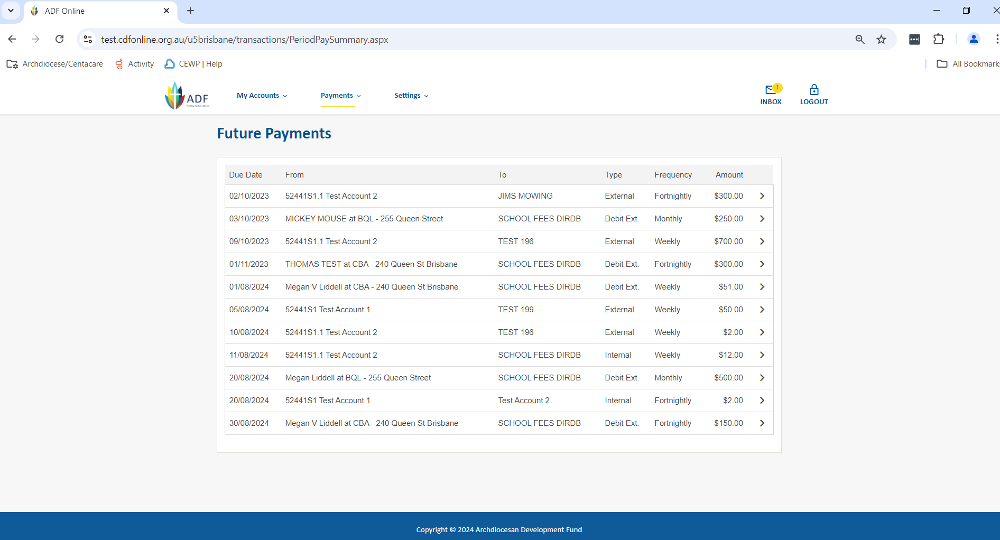 ADF Online
test.cdfonline.org.au/u5brisbane/transactions/PeriodPaySummary.aspx
Archdiocese/Centacare Activity CEWP | Help All Bookmarks
ADF My Accounts Payments Settings 1 INBOX LOGOUT
Future Payments
Due Date From To Type Frequency Amount
02/10/2023 52441S1.1 Test Account 2 JIMS MOWING External Fortnightly $300.00
03/10/2023 MICKEY MOUSE at BQL - 255 Queen Street SCHOOL FEES DIRDB Debit Ext. Monthly $250.00
09/10/2023 52441S1.1 Test Account 2 TEST 196 External Weekly $700.00
01/11/2023 THOMAS TEST at CBA - 240 Queen St Brisbane SCHOOL FEES DIRDB Debit Ext. Fortnightly $300.00
01/08/2024 Megan V Liddell at CBA - 240 Queen St Brisbane SCHOOL FEES DIRDB Debit Ext. Weekly $51.00
05/08/2024 52441S1 Test Account 1 TEST 199 External Weekly $50.00
10/08/2024 52441S1.1 Test Account 2 TEST 196 External Weekly $2.00
11/08/2024 52441S1.1 Test Account 2 SCHOOL FEES DIRDB Internal Weekly $12.00
20/08/2024 Megan Liddell at BQL - 255 Queen Street SCHOOL FEES DIRDB Debit Ext. Monthly $500.00
20/08/2024 52441S1 Test Account 1 Test Account 2 Internal Fortnightly $2.00
30/08/2024 Megan V Liddell at CBA - 240 Queen St Brisbane SCHOOL FEES DIRDB Debit Ext. Fortnightly $150.00
Copyright © 2024 Archdiocesan Development Fund